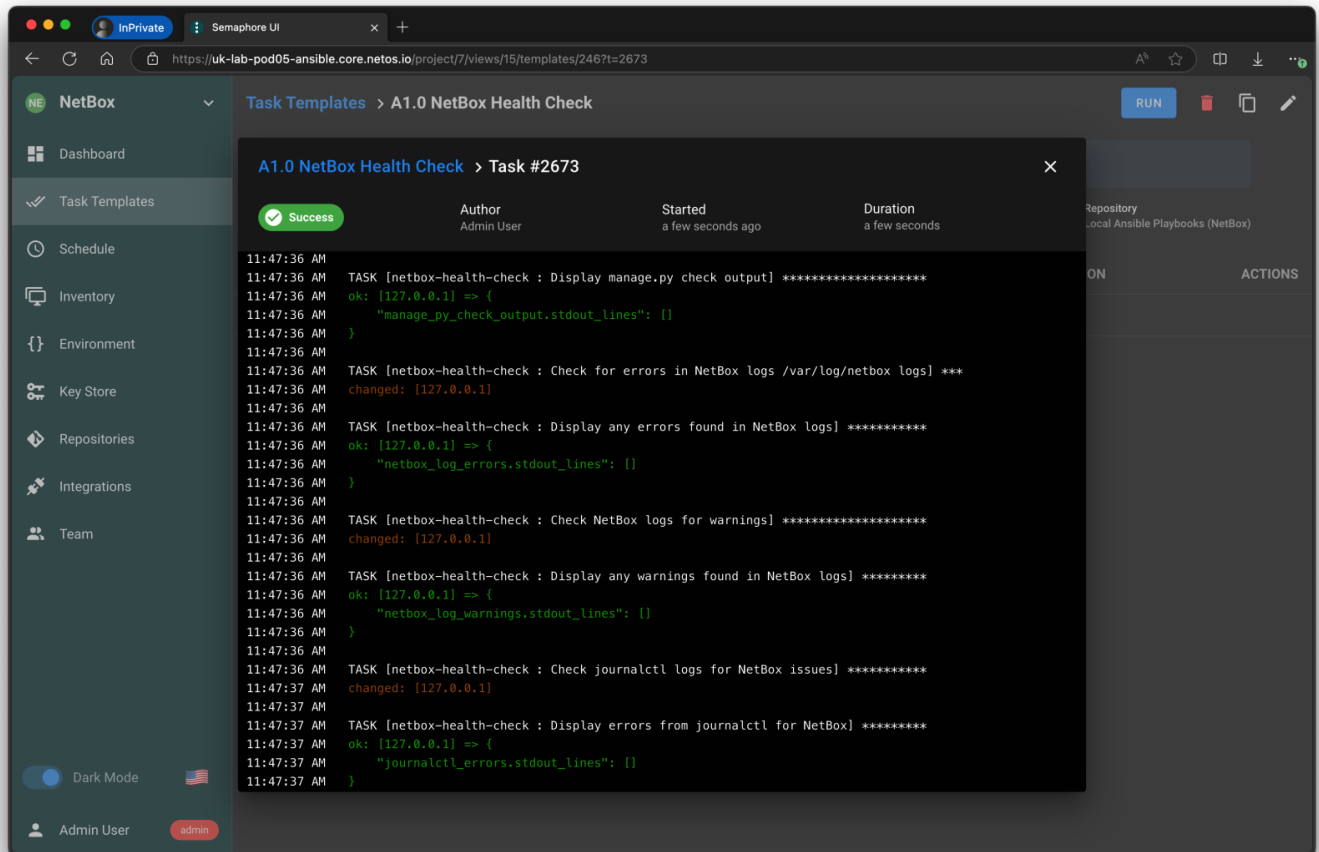 InPrivate
Semaphore UI
https://uk-lab-pod05-ansible.core.netos.io/project/7/views/15/templates/246?t=2673
NE NetBox
Task Templates > A1.0 NetBox Health Check
RUN
Dashboard
Task Templates
Schedule
Inventory
Environment
Key Store
Repositories
Integrations
Team
Dark Mode
Admin User admin
Repository
Local Ansible Playbooks (NetBox)
ON ACTIONS
A1.0 NetBox Health Check > Task #2673
Success
Author
Admin User
Started
a few seconds ago
Duration
a few seconds
11:47:36 AM
11:47:36 AM TASK [netbox-health-check : Display manage.py check output] ********************
11:47:36 AM ok: [127.0.0.1] => {
11:47:36 AM "manage_py_check_output.stdout_lines": []
11:47:36 AM }
11:47:36 AM
11:47:36 AM TASK [netbox-health-check : Check for errors in NetBox logs /var/log/netbox logs] ***
11:47:36 AM changed: [127.0.0.1]
11:47:36 AM
11:47:36 AM TASK [netbox-health-check : Display any errors found in NetBox logs] ***********
11:47:36 AM ok: [127.0.0.1] => {
11:47:36 AM "netbox_log_errors.stdout_lines": []
11:47:36 AM }
11:47:36 AM
11:47:36 AM TASK [netbox-health-check : Check NetBox logs for warnings] ********************
11:47:36 AM changed: [127.0.0.1]
11:47:36 AM
11:47:36 AM TASK [netbox-health-check : Display any warnings found in NetBox logs] *********
11:47:36 AM ok: [127.0.0.1] => {
11:47:36 AM "netbox_log_warnings.stdout_lines": []
11:47:36 AM }
11:47:36 AM
11:47:36 AM TASK [netbox-health-check : Check journalctl logs for NetBox issues] ***********
11:47:37 AM changed: [127.0.0.1]
11:47:37 AM
11:47:37 AM TASK [netbox-health-check : Display errors from journalctl for NetBox] *********
11:47:37 AM ok: [127.0.0.1] => {
11:47:37 AM "journalctl_errors.stdout_lines": []
11:47:37 AM }